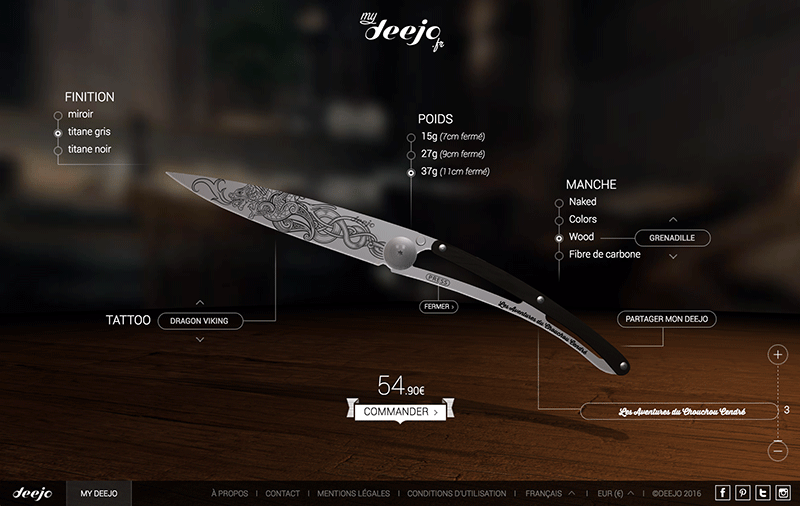 my
deejo
.fr
FINITION
miroir
titane gris
titane noir
POIDS
15g (7cm fermé)
27g (9cm fermé)
37g (11cm fermé)
MANCHE
Naked
Colors
Wood
GRENADILLE
Fibre de carbone
deejo
PRESS
FERMER ›
Les Aventures du Chouchou Cendré
TATTOO
DRAGON VIKING
PARTAGER MON DEEJO
54.90€
COMMANDER ›
Les Aventures du Chouchou Cendré
3
deejo
MY DEEJO
À PROPOS | CONTACT | MENTIONS LÉGALES | CONDITIONS D'UTILISATION | FRANÇAIS | EUR (€) | ©DEEJO 2016